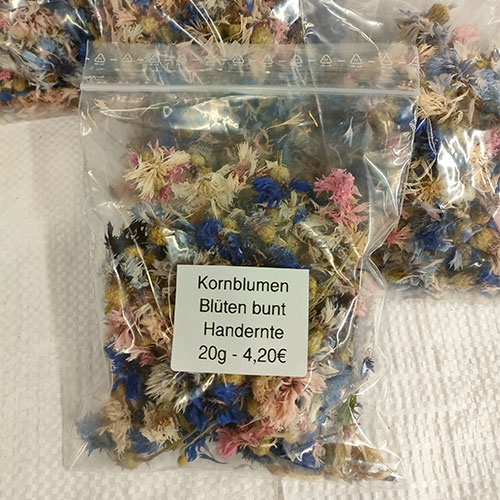 Kornblumen
Blüten bunt
Handernte
20g - 4,20€